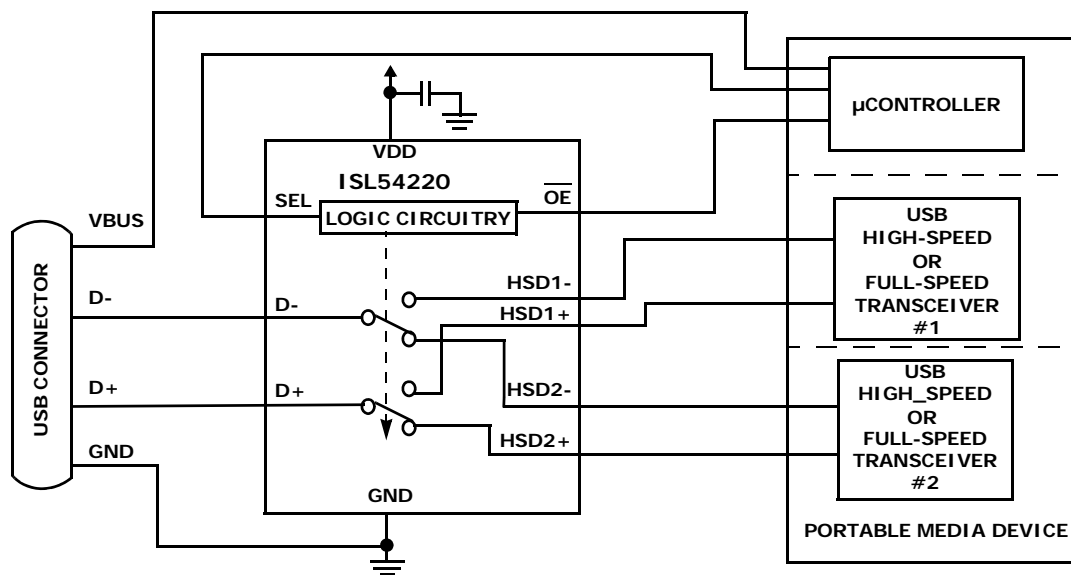 µCONTROLLER
VDD
ISL54220
SEL
LOGIC CIRCUITRY
OE
VBUS
USB CONNECTOR
D-
D-
D+
D+
GND
GND
HSD1-
HSD1+
HSD2-
HSD2+
USB
HIGH-SPEED
OR
FULL-SPEED
TRANSCEIVER
#1
USB
HIGH_SPEED
OR
FULL-SPEED
TRANSCEIVER
#2
PORTABLE MEDIA DEVICE